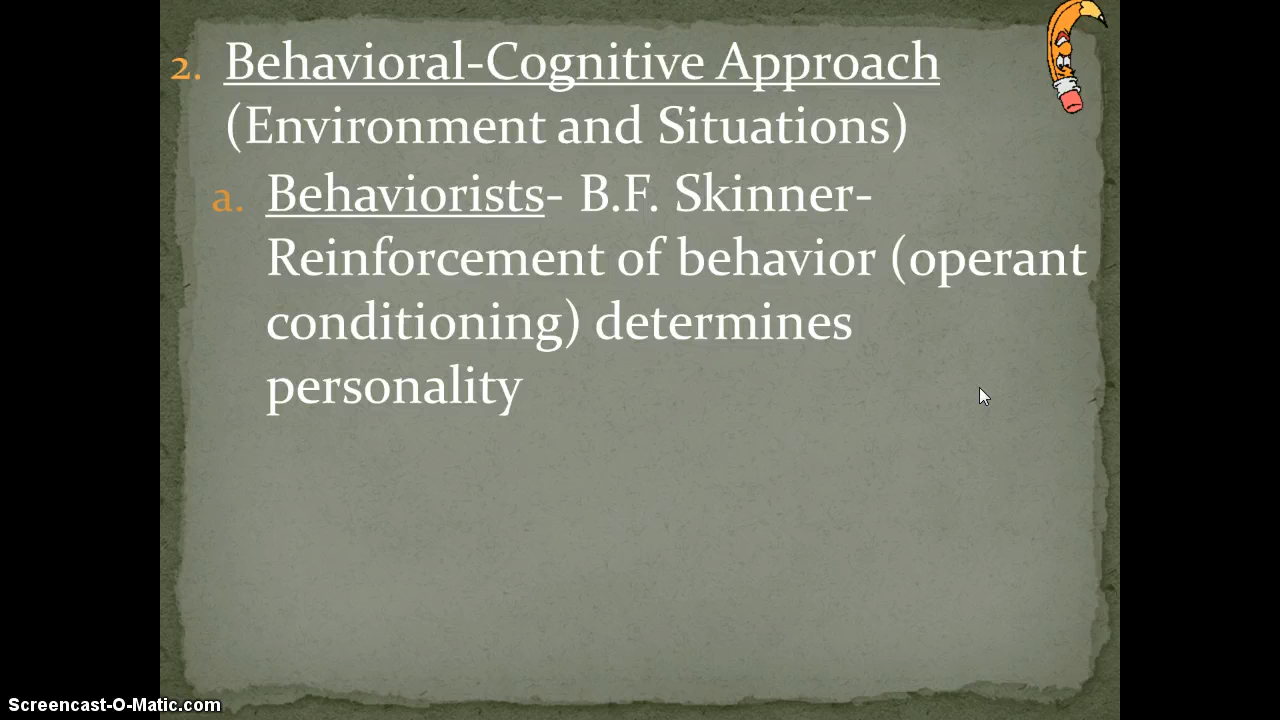 2. Behavioral-Cognitive Approach
(Environment and Situations)
a. Behaviorists- B.F. Skinner-
Reinforcement of behavior (operant
conditioning) determines
personality
Screencast-O-Matic.com